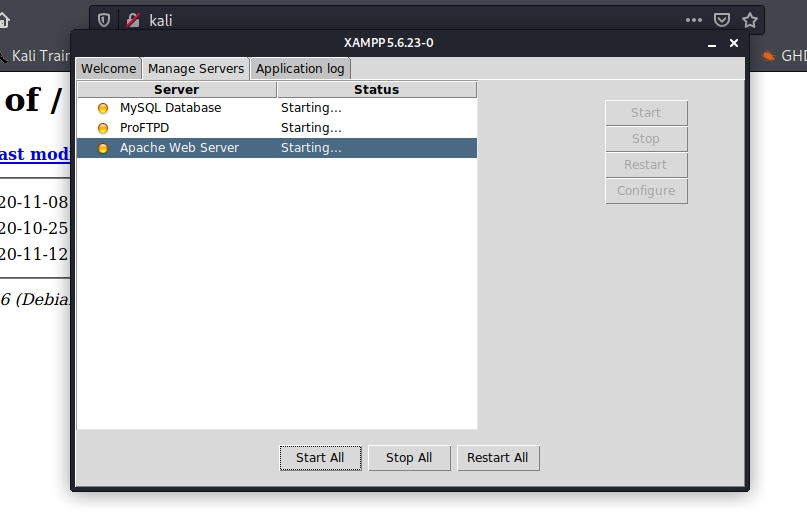 kali
Kali Train
XAMPP 5.6.23-0
GHD
Welcome
Manage Servers
Application log
of /
Server Status
MySQL Database Starting...
ProFTPD Starting...
Apache Web Server Starting...
Start
Stop
Restart
Configure
ast mod
20-11-08
20-10-25
20-11-12
6 (Debia
Start All
Stop All
Restart All